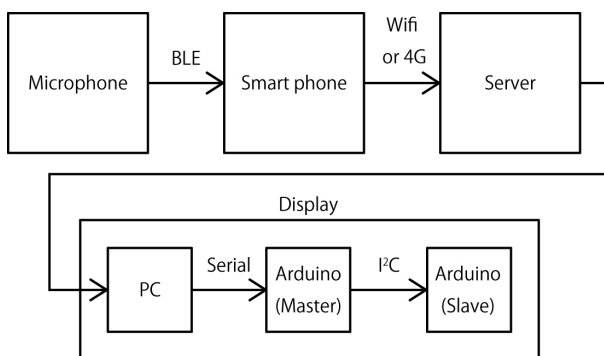 Microphone
BLE
Smart phone
Wifi
or 4G
Server
Display
PC
Serial
Arduino
(Master)
I²C
Arduino
(Slave)